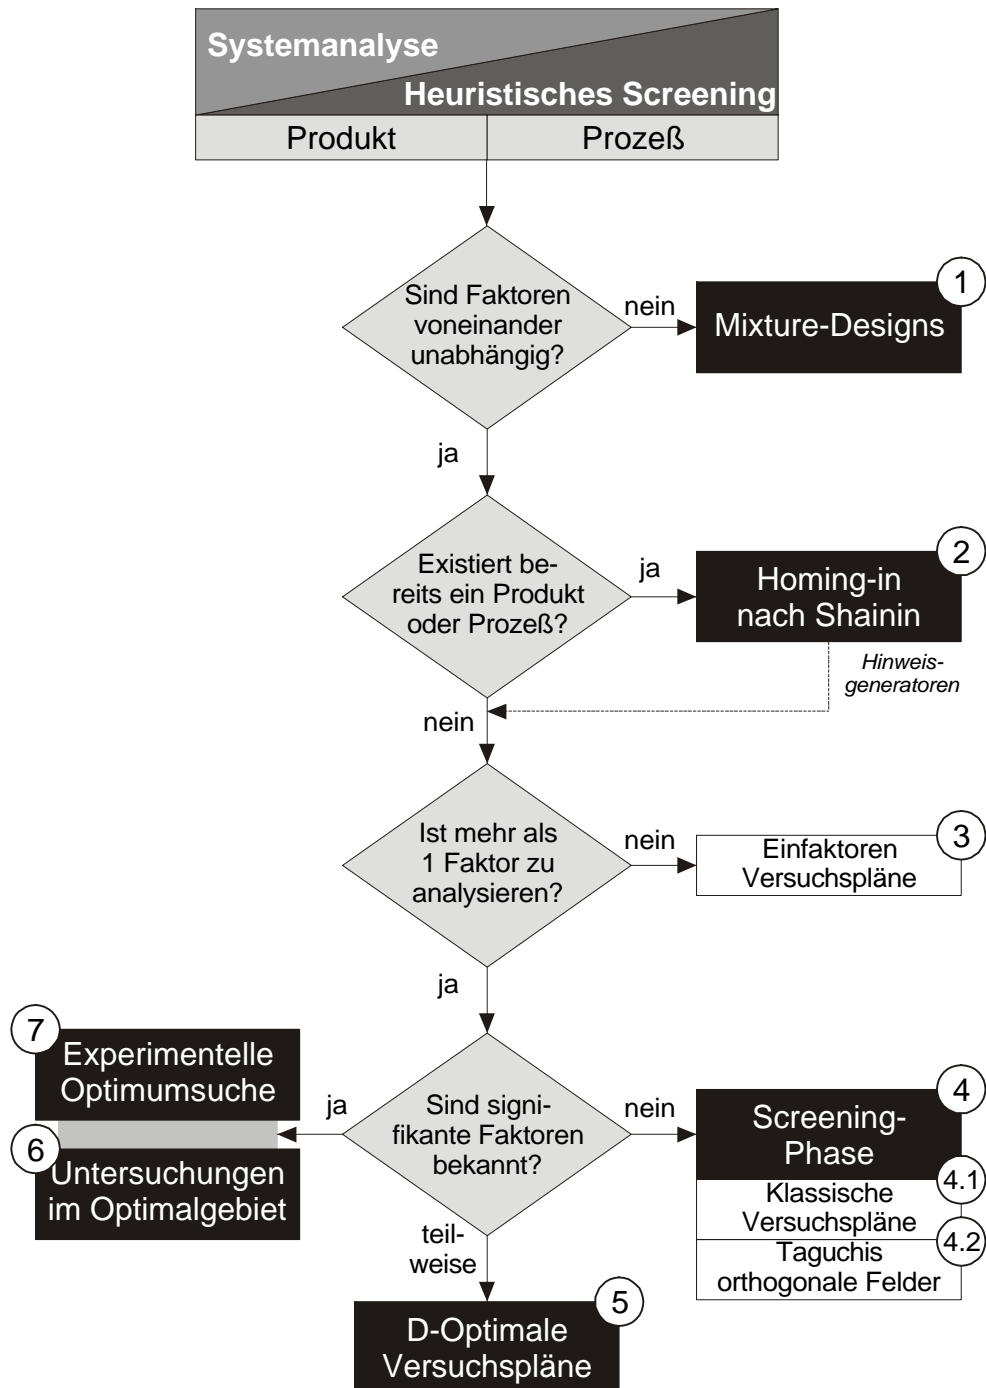 Systemanalyse
Heuristisches Screening
Produkt
Prozeß
Sind Faktoren
voneinander
unabhängig?
nein
1
Mixture-Designs
ja
Existiert be-
reits ein Produkt
oder Prozeß?
ja
2
Homing-in
nach Shainin
Hinweis-
generatoren
nein
Ist mehr als
1 Faktor zu
analysieren?
nein
3
Einfaktoren
Versuchspläne
ja
7
Experimentelle
Optimumsuche
6
Untersuchungen
im Optimalgebiet
ja
Sind signi-
fikante Faktoren
bekannt?
nein
4
Screening-
Phase
4.1
Klassische
Versuchspläne
4.2
Taguchis
orthogonale Felder
teil-
weise
5
D-Optimale
Versuchspläne